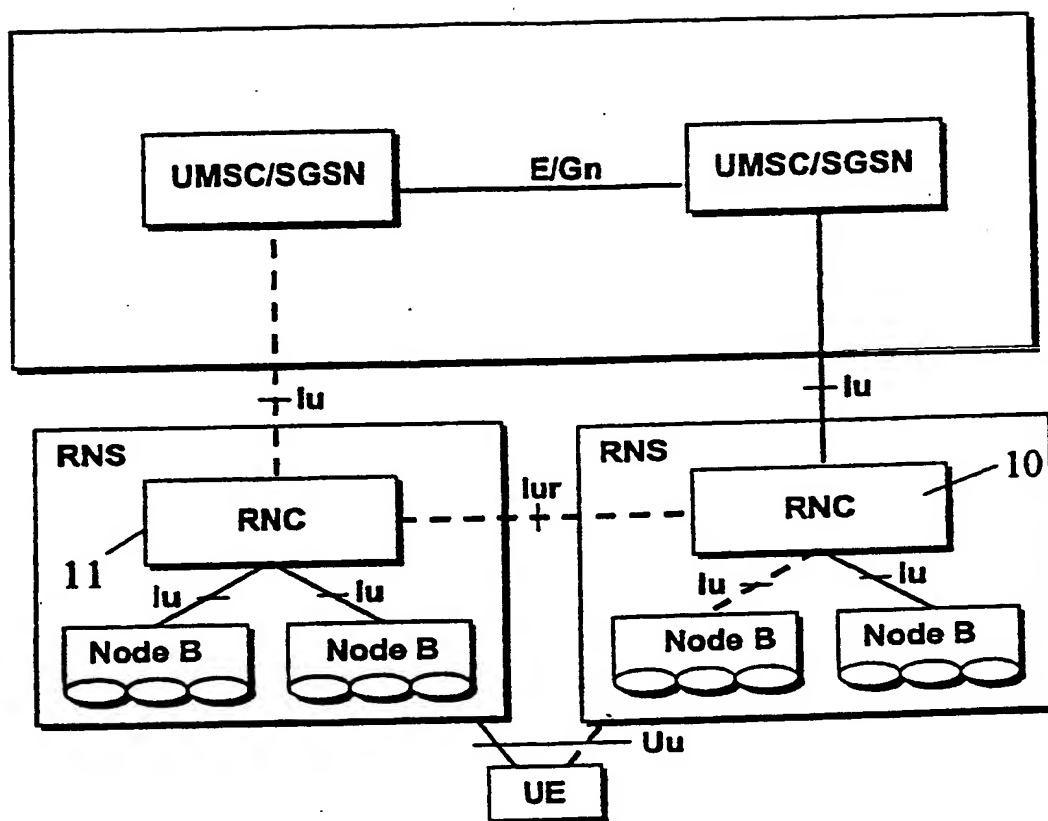 UMSC/SGSN
E/Gn
UMSC/SGSN
Iu
Iu
RNS
RNC
11
Iu
Iu
Node B
Node B
Iur
RNS
10
RNC
Iu
Iu
Node B
Node B
Uu
UE